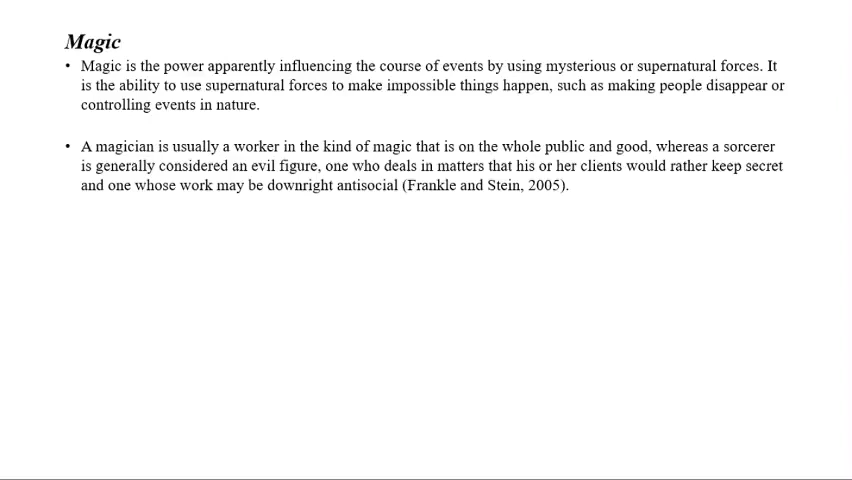 Magic
• Magic is the power apparently influencing the course of events by using mysterious or supernatural forces. It
is the ability to use supernatural forces to make impossible things happen, such as making people disappear or
controlling events in nature.
• A magician is usually a worker in the kind of magic that is on the whole public and good, whereas a sorcerer
is generally considered an evil figure, one who deals in matters that his or her clients would rather keep secret
and one whose work may be downright antisocial (Frankle and Stein, 2005).